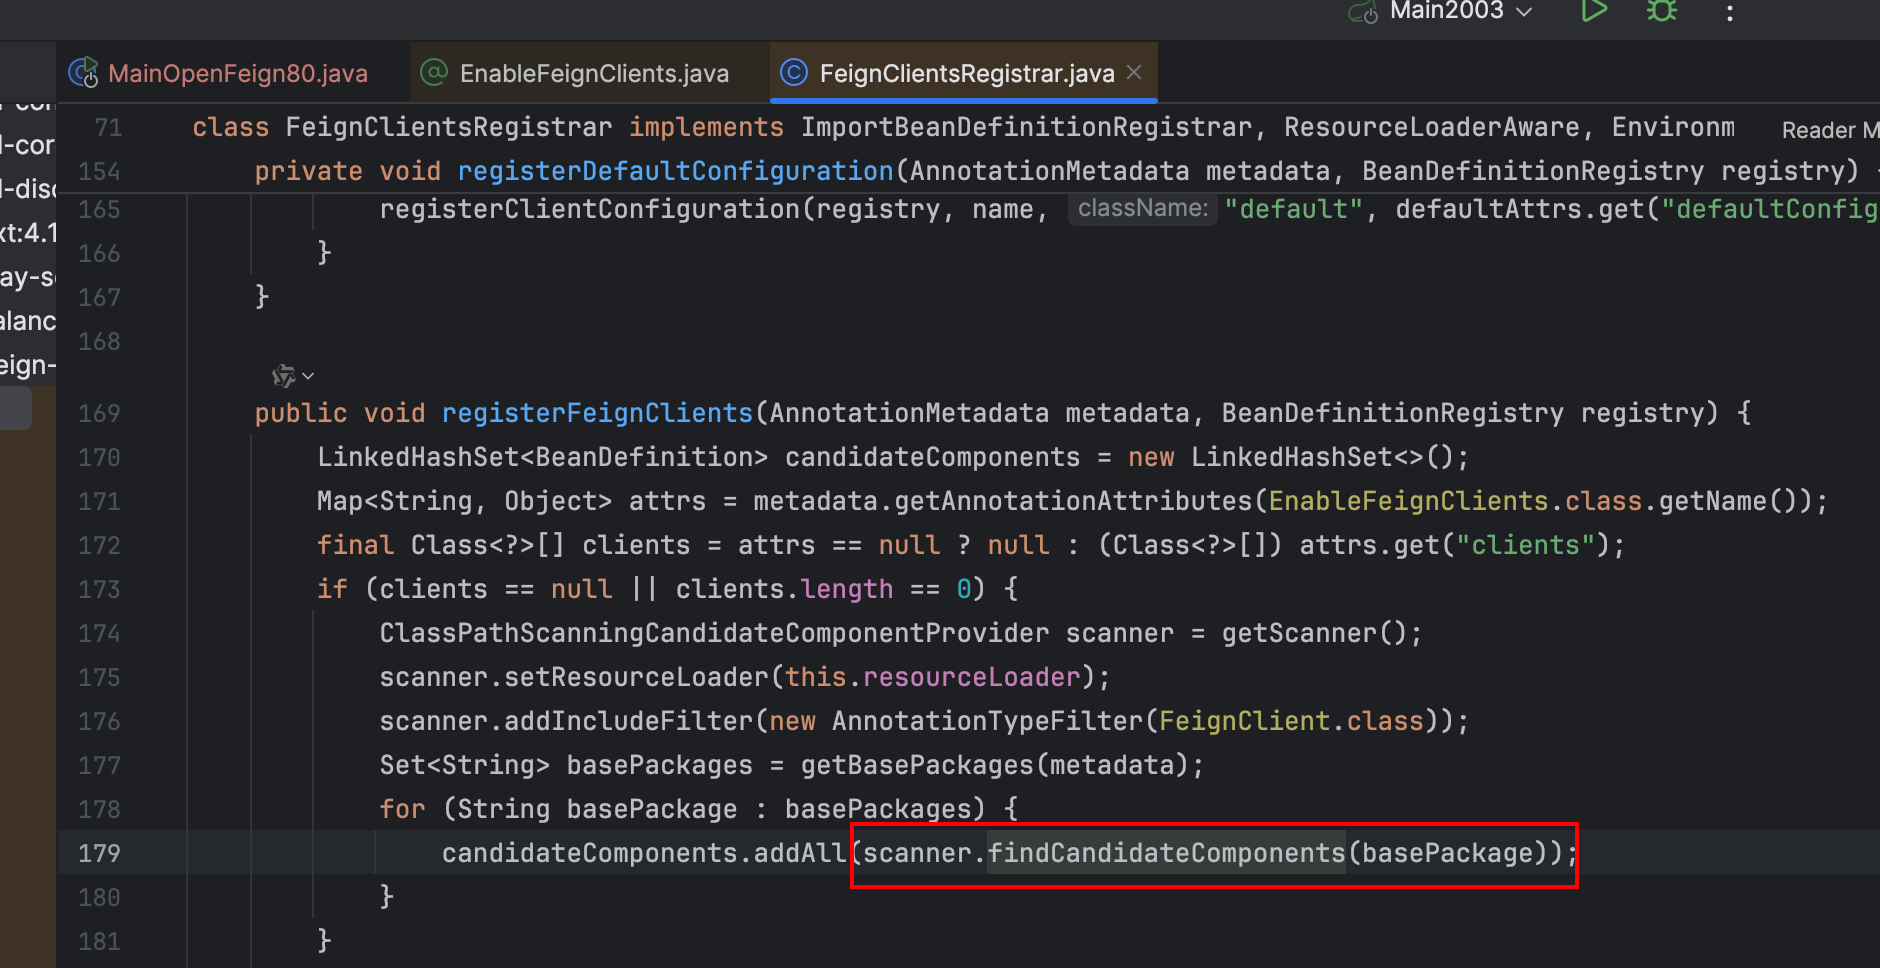 Main2003
MainOpenFeign80.java EnableFeignClients.java FeignClientsRegistrar.java
71 class FeignClientsRegistrar implements ImportBeanDefinitionRegistrar, ResourceLoaderAware, Environm Reader M
l-cor
154 private void registerDefaultConfiguration(AnnotationMetadata metadata, BeanDefinitionRegistry registry) {
l-disc
165 registerClientConfiguration(registry, name, className: "default", defaultAttrs.get("defaultConfig
xt:4.1
166 }
ay-se
167 }
alanc
168
eign-
169 public void registerFeignClients(AnnotationMetadata metadata, BeanDefinitionRegistry registry) {
170 LinkedHashSet<BeanDefinition> candidateComponents = new LinkedHashSet<>();
171 Map<String, Object> attrs = metadata.getAnnotationAttributes(EnableFeignClients.class.getName());
172 final Class<?>[] clients = attrs == null ? null : (Class<?>[]) attrs.get("clients");
173 if (clients == null || clients.length == 0) {
174 ClassPathScanningCandidateComponentProvider scanner = getScanner();
175 scanner.setResourceLoader(this.resourceLoader);
176 scanner.addIncludeFilter(new AnnotationTypeFilter(FeignClient.class));
177 Set<String> basePackages = getBasePackages(metadata);
178 for (String basePackage : basePackages) {
179 candidateComponents.addAll(scanner.findCandidateComponents(basePackage));
180 }
181 }